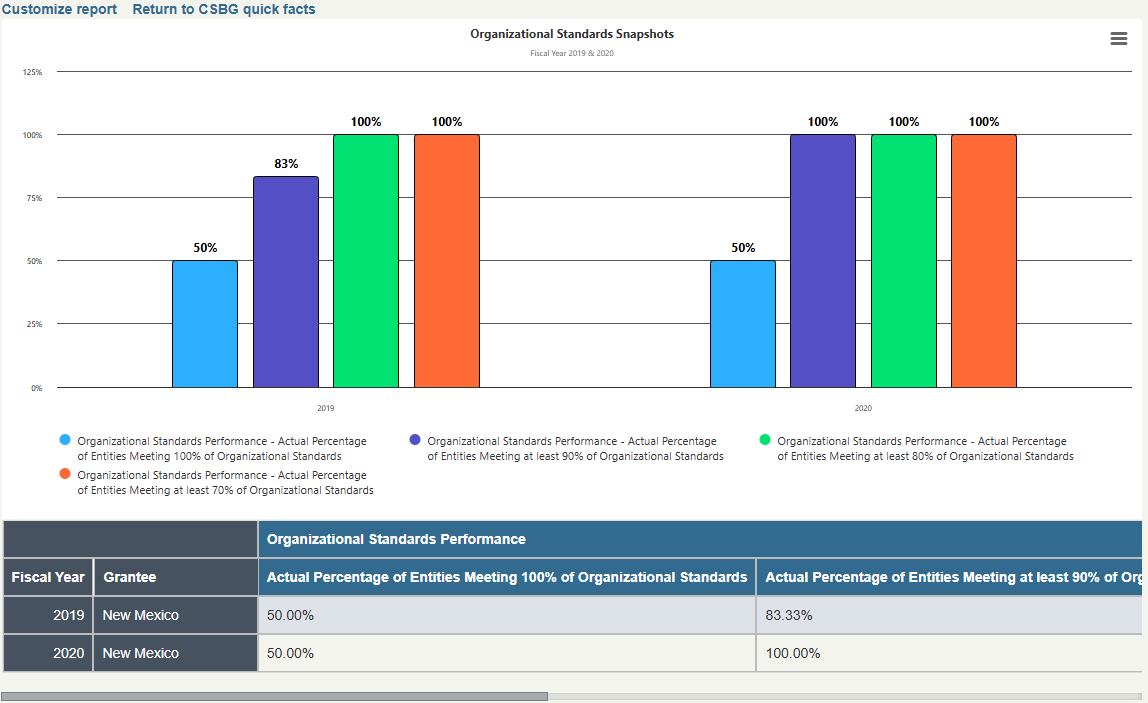 Customize report Return to CSBG quick facts
Organizational Standards Snapshots
Fiscal Year 2019 & 2020
125%
100%
75%
50%
25%
0%
50%
83%
100%
100%
50%
100%
100%
100%
2019
2020
Organizational Standards Performance - Actual Percentage
of Entities Meeting 100% of Organizational Standards
Organizational Standards Performance - Actual Percentage
of Entities Meeting at least 90% of Organizational Standards
Organizational Standards Performance - Actual Percentage
of Entities Meeting at least 80% of Organizational Standards
Organizational Standards Performance - Actual Percentage
of Entities Meeting at least 70% of Organizational Standards
Organizational Standards Performance
Fiscal Year Grantee Actual Percentage of Entities Meeting 100% of Organizational Standards Actual Percentage of Entities Meeting at least 90% of Org
2019 New Mexico 50.00% 83.33%
2020 New Mexico 50.00% 100.00%